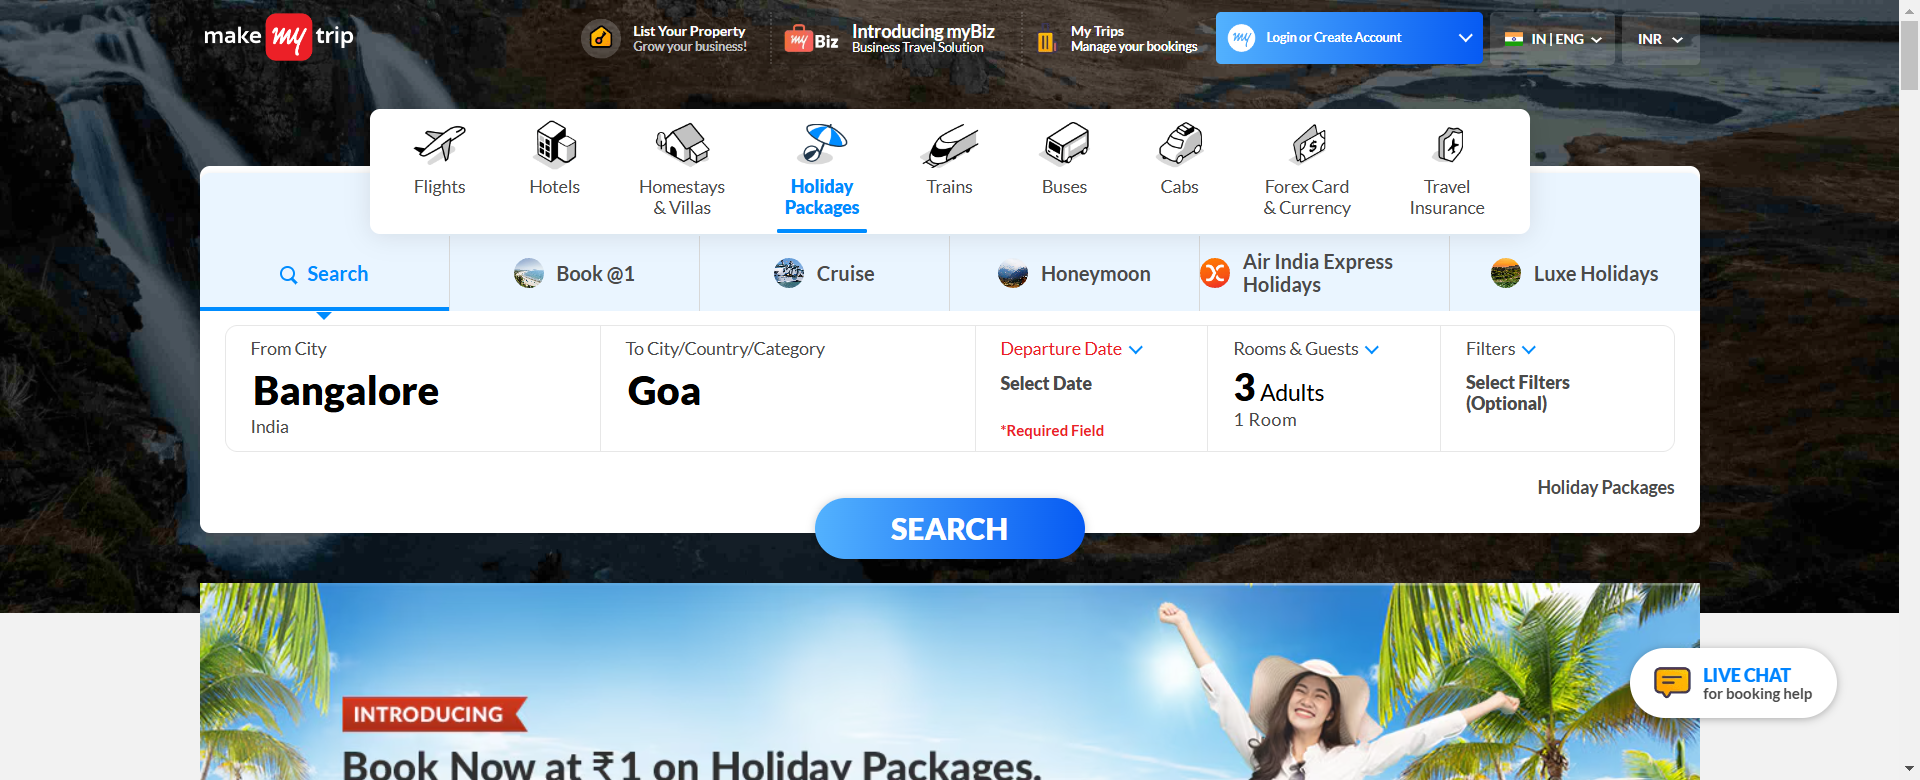 make my trip
List Your Property
Grow your business!
my Biz
Introducing myBiz
Business Travel Solution
My Trips
Manage your bookings
my Login or Create Account
IN | ENG
INR
Flights
Hotels
Homestays
& Villas
Holiday
Packages
Trains
Buses
Cabs
Forex Card
& Currency
Travel
Insurance
Search
Book @1
Cruise
Honeymoon
Air India Express
Holidays
Luxe Holidays
From City
Bangalore
India
To City/Country/Category
Goa
Departure Date
Select Date
*Required Field
Rooms & Guests
3 Adults
1 Room
Filters
Select Filters
(Optional)
Holiday Packages
SEARCH
INTRODUCING
Book Now at ₹1 on Holiday Packages.
LIVE CHAT
for booking help